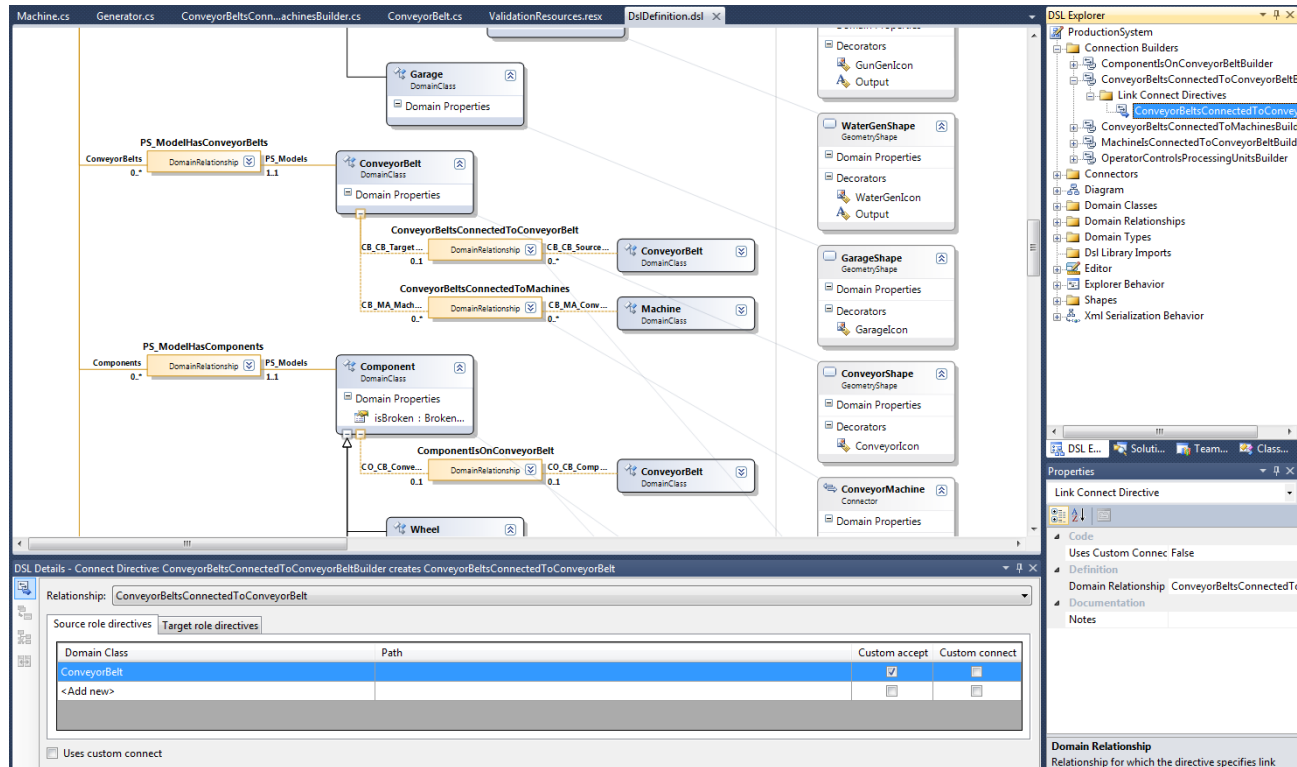 Machine.cs Generator.cs ConveyorBeltsConn...achinesBuilder.cs ConveyorBelt.cs ValidationResources.resx DslDefinition.dsl
Garage
DomainClass
Domain Properties
PS_ModelHasConveyorBelts
ConveyorBelts DomainRelationship PS_Models
0..* 1..1
ConveyorBelt
DomainClass
Domain Properties
ConveyorBeltsConnectedToConveyorBelt
CB_CB_Target... DomainRelationship CB_CB_Source...
0..1 0..*
ConveyorBelt
DomainClass
ConveyorBeltsConnectedToMachines
CB_MA_Mach... DomainRelationship CB_MA_Conv...
0..* 0..*
Machine
DomainClass
PS_ModelHasComponents
Components DomainRelationship PS_Models
0..* 1..1
Component
DomainClass
Domain Properties
isBroken : Broken...
ComponentIsOnConveyorBelt
CO_CB_Conve... DomainRelationship CO_CB_Comp...
0..1 0..1
ConveyorBelt
DomainClass
Wheel
Decorators
GunGenIcon
Output
WaterGenShape
GeometryShape
Domain Properties
Decorators
WaterGenIcon
Output
GarageShape
GeometryShape
Domain Properties
Decorators
GarageIcon
ConveyorShape
GeometryShape
Domain Properties
Decorators
ConveyorIcon
ConveyorMachine
Connector
Domain Properties
DSL Explorer
ProductionSystem
Connection Builders
ComponentIsOnConveyorBeltBuilder
ConveyorBeltsConnectedToConveyorBeltB
Link Connect Directives
ConveyorBeltsConnectedToConvey
ConveyorBeltsConnectedToMachinesBuild
MachineIsConnectedToConveyorBeltBuild
OperatorControlsProcessingUnitsBuilder
Connectors
Diagram
Domain Classes
Domain Relationships
Domain Types
Dsl Library Imports
Editor
Explorer Behavior
Shapes
Xml Serialization Behavior
DSL E... Soluti... Team... Class...
Properties
Link Connect Directive
Code
Uses Custom Connec False
Definition
Domain Relationship ConveyorBeltsConnectedTo
Documentation
Notes
Domain Relationship
Relationship for which the directive specifies link
DSL Details - Connect Directive: ConveyorBeltsConnectedToConveyorBeltBuilder creates ConveyorBeltsConnectedToConveyorBelt
Relationship: ConveyorBeltsConnectedToConveyorBelt
Source role directives Target role directives
Domain Class Path Custom accept Custom connect
ConveyorBelt
<Add new>
Uses custom connect